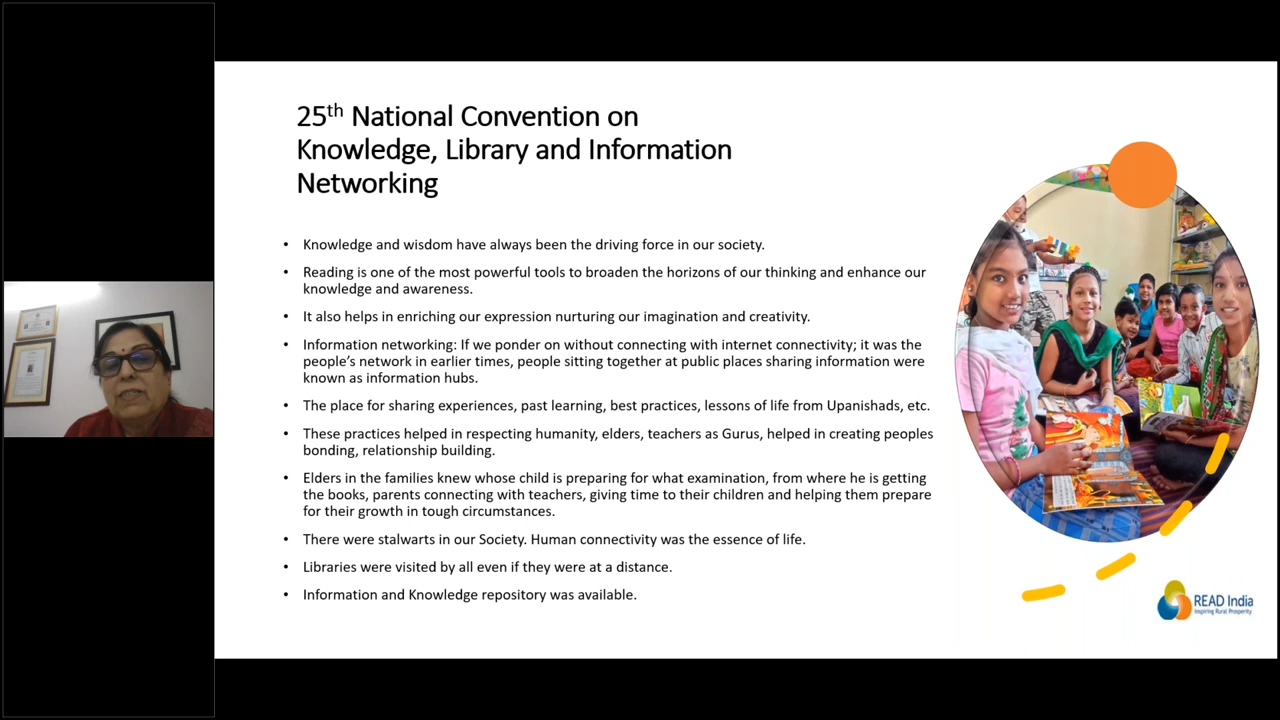 25th National Convention on
Knowledge, Library and Information
Networking
• Knowledge and wisdom have always been the driving force in our society.
• Reading is one of the most powerful tools to broaden the horizons of our thinking and enhance our
knowledge and awareness.
• It also helps in enriching our expression nurturing our imagination and creativity.
• Information networking: If we ponder on without connecting with internet connectivity; it was the
people's network in earlier times, people sitting together at public places sharing information were
known as information hubs.
• The place for sharing experiences, past learning, best practices, lessons of life from Upanishads, etc.
• These practices helped in respecting humanity, elders, teachers as Gurus, helped in creating peoples
bonding, relationship building.
• Elders in the families knew whose child is preparing for what examination, from where he is getting
the books, parents connecting with teachers, giving time to their children and helping them prepare
for their growth in tough circumstances.
• There were stalwarts in our Society. Human connectivity was the essence of life.
• Libraries were visited by all even if they were at a distance.
• Information and Knowledge repository was available.
READ India
Inspiring Rural Prosperity